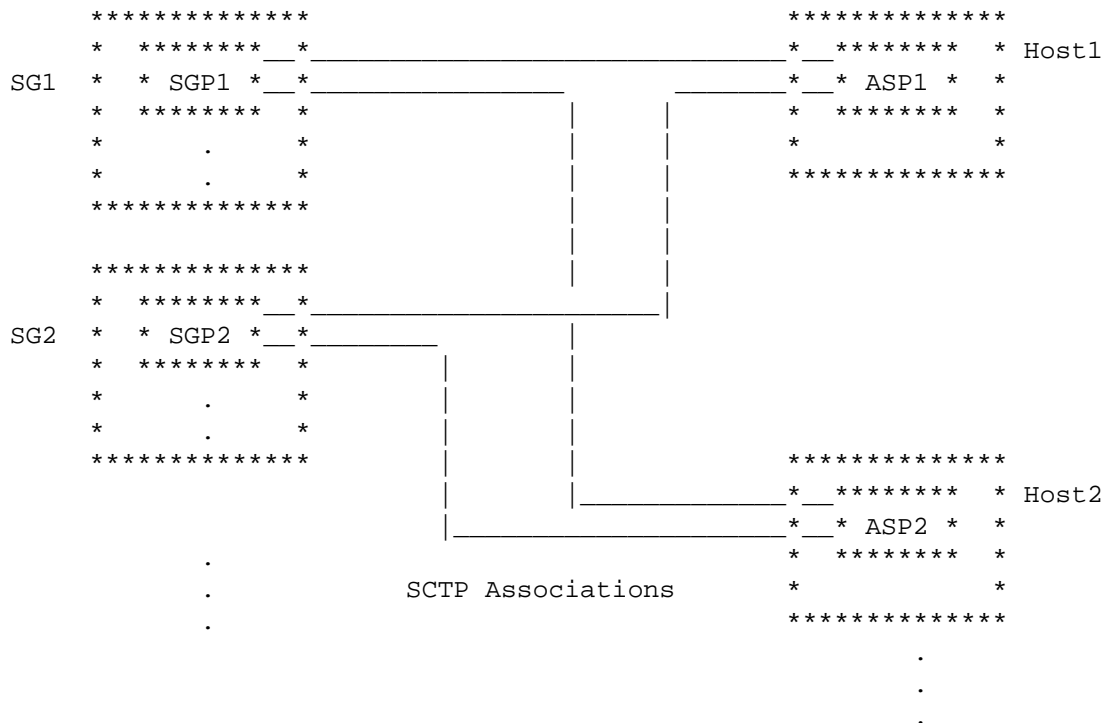 Host1
SG1
SGP1
ASP1
SG2
SGP2
Host2
ASP2
SCTP Associations